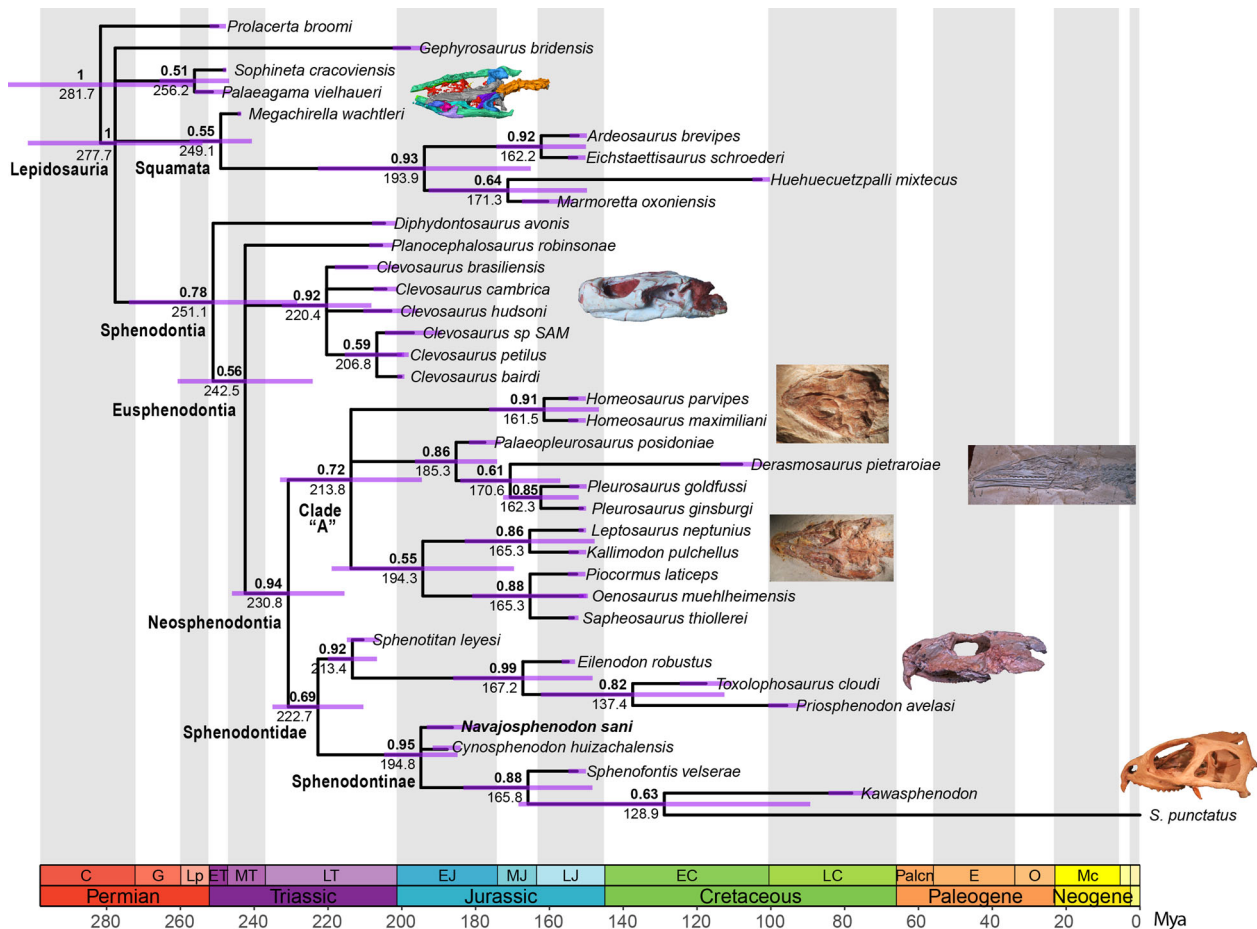 Prolacerta broomi
Gephyrosaurus bridensis
Sophineta cracoviensis
0.51
1
256.2
Palaeagama vielhaueri
281.7
Megachirella wachtleri
1
0.55
Ardeosaurus brevipes
0.92
277.7
249.1
162.2
Eichstaettisaurus schroederi
Lepidosauria
Squamata
0.93
193.9
0.64
Huehuecuetzpalli mixtecus
171.3
Marmoretta oxoniensis
Diphydontosaurus avonis
Planocephalosaurus robinsonae
Clevosaurus brasiliensis
0.78
0.92
Clevosaurus cambrica
251.1
220.4
Clevosaurus hudsoni
Sphenodontia
Clevosaurus sp SAM
0.59
206.8
Clevosaurus petilus
0.56
Clevosaurus bairdi
242.5
Eusphenodontia
0.91
Homeosaurus parvipes
161.5
Homeosaurus maximiliani
0.86
Palaeopleurosaurus posidoniae
185.3
0.72
0.61
Derasmosaurus pietraroiae
213.8
170.6
0.85
Pleurosaurus goldfussi
Clade
162.3
Pleurosaurus ginsburgi
"A"
0.86
Leptosaurus neptunius
165.3
Kallimodon pulchellus
0.55
194.3
0.88
Piocormus laticeps
0.94
165.3
Oenosaurus muehlheimensis
230.8
Neosphenodontia
Sapheosaurus thiollerei
0.92
Sphenotitan leyesi
213.4
0.99
Eilenodon robustus
167.2
0.82
Toxolophosaurus cloudi
0.69
137.4
Priosphenodon avelasi
222.7
Sphenodontidae
Navajosphenodon sani
0.95
Cynosphenodon huizachalensis
194.8
Sphenodontinae
0.88
Sphenofontis velserae
165.8
0.63
Kawasphenodon
128.9
S. punctatus
C G Lp ET MT LT EJ MJ LJ EC LC Palcn E O Mc
Permian Triassic Jurassic Cretaceous Paleogene Neogene
280 260 240 220 200 180 160 140 120 100 80 60 40 20 0 Mya